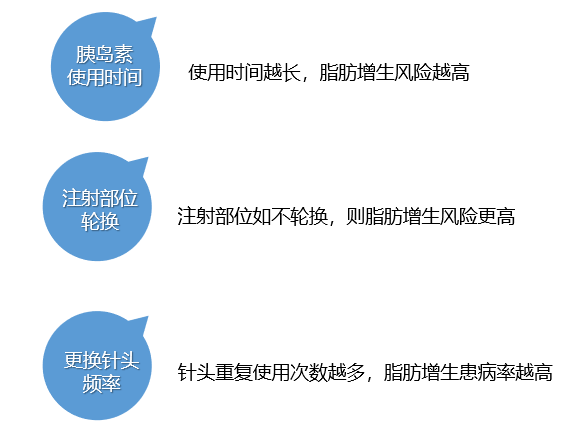 胰岛素
使用时间
使用时间越长，脂肪增生风险越高
注射部位
轮换
注射部位如不轮换，则脂肪增生风险更高
更换针头
频率
针头重复使用次数越多，脂肪增生患病率越高